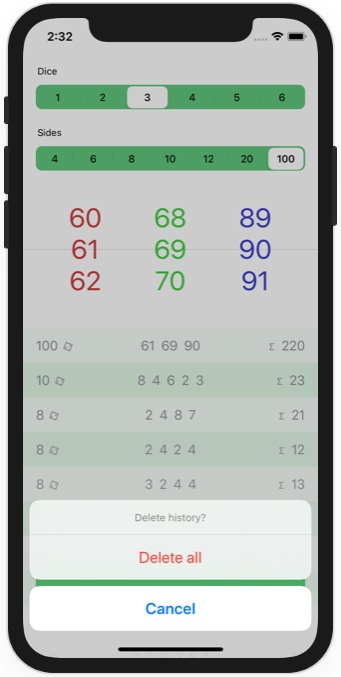 2:32
Dice
1 2 3 4 5 6
Sides
4 6 8 10 12 20 100
60 68 89
61 69 90
62 70 91
100 61 69 90 Σ 220
10 8 4 6 2 3 Σ 23
8 2 4 8 7 Σ 21
8 2 4 2 4 Σ 12
8 3 2 4 4 Σ 13
Delete history?
Delete all
Cancel